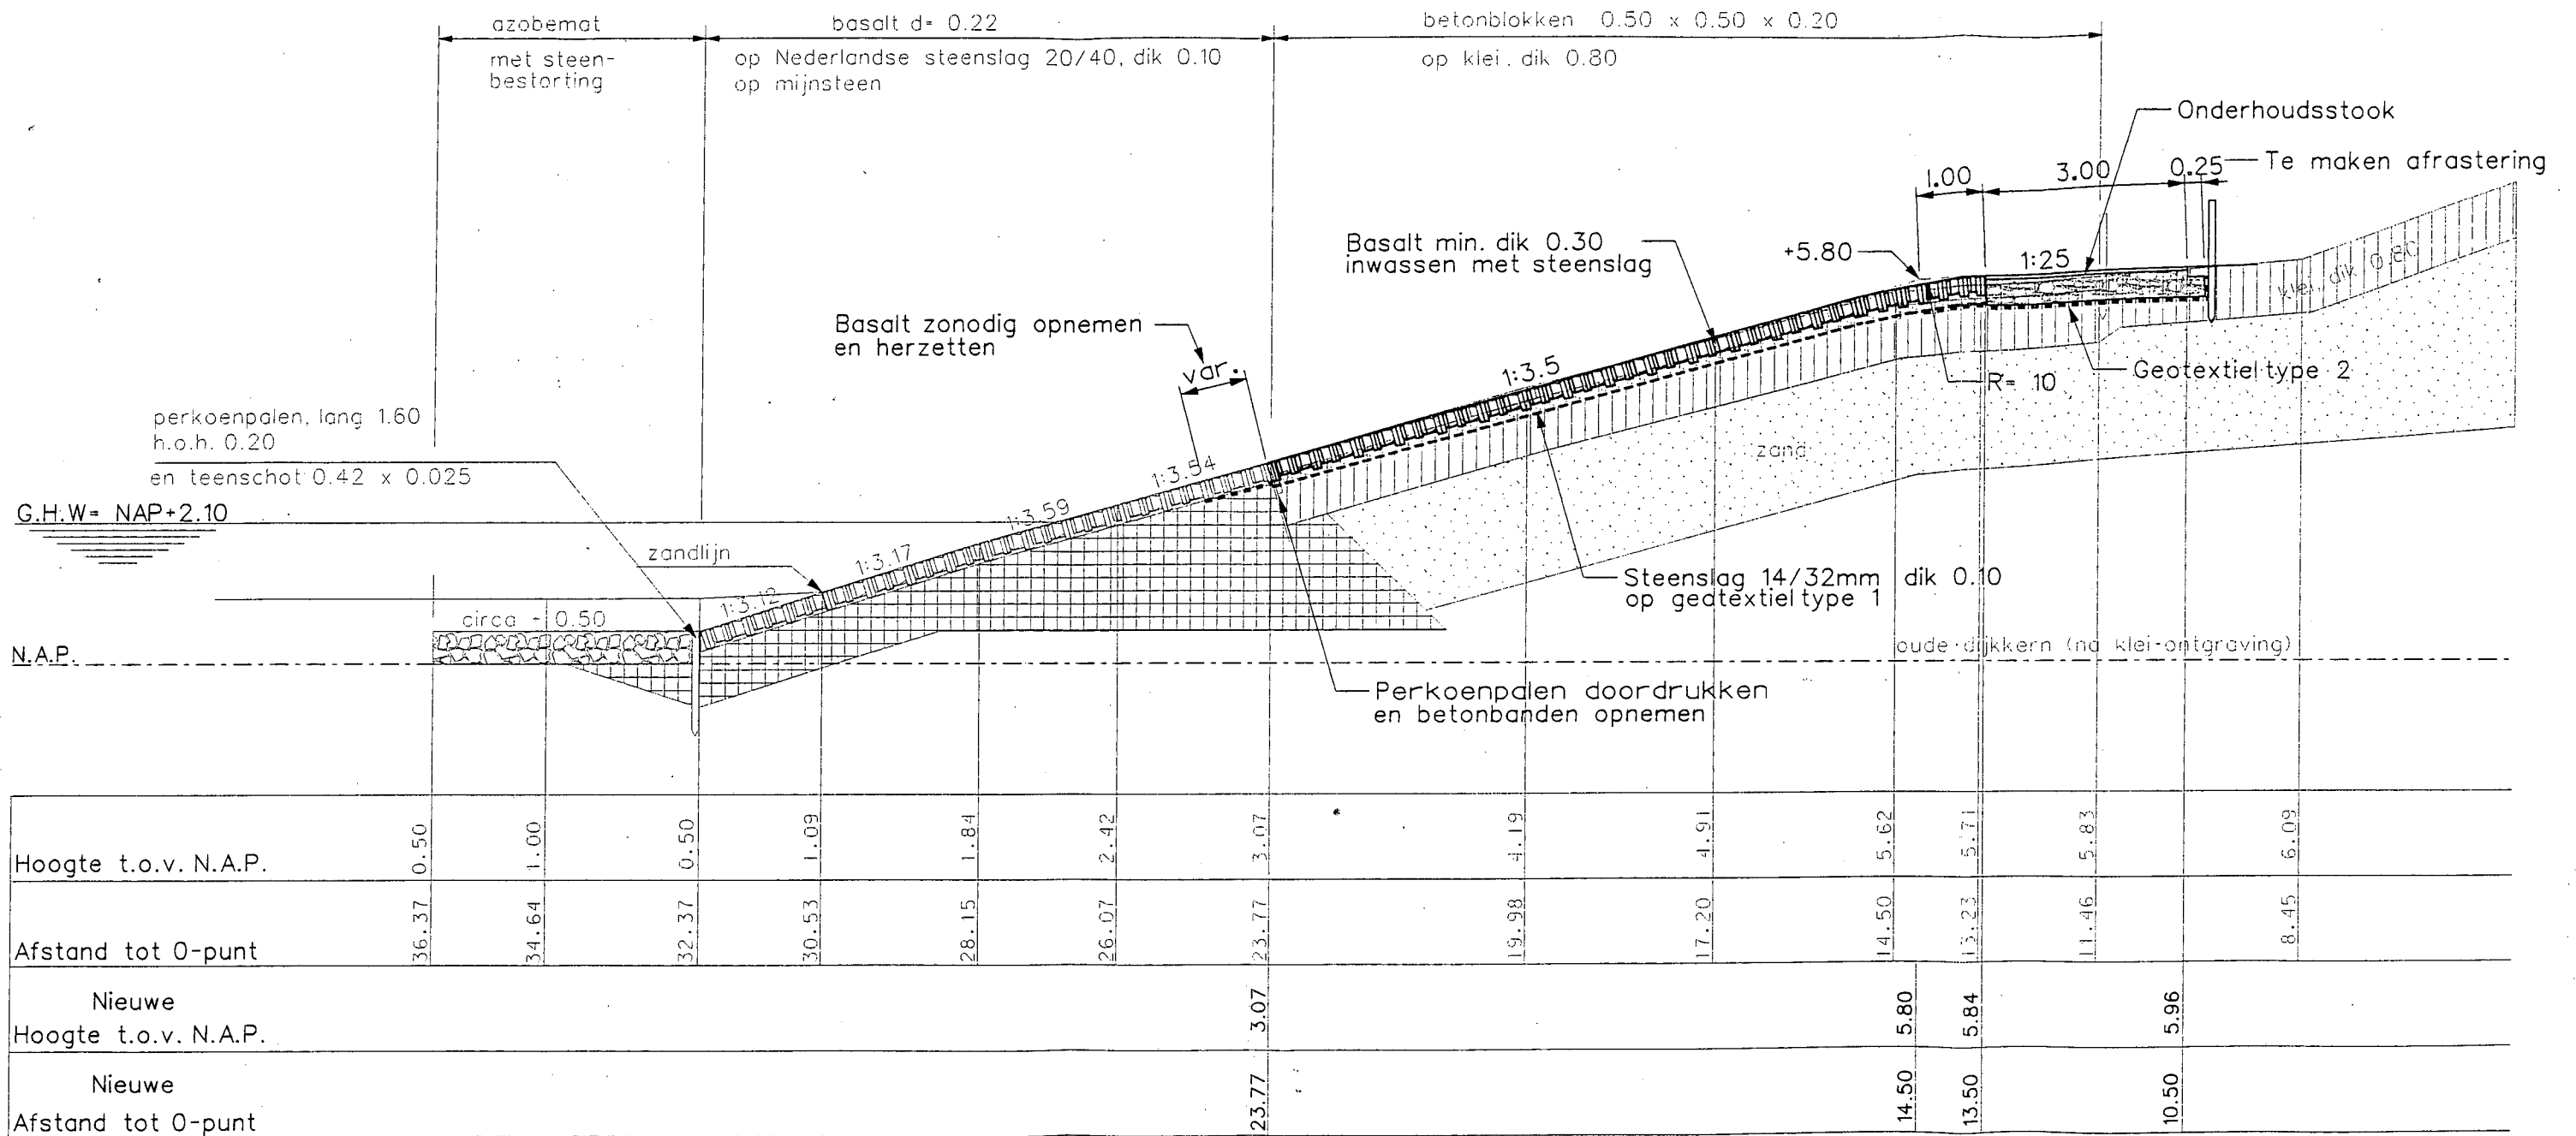 azobemat
met steen-
bestorting
basalt d= 0.22
op Nederlandse steenslag 20/40, dik 0.10
op mijnsteen
betonblokken 0.50 x 0.50 x 0.20
op klei. dik 0.80
Onderhoudsstook
Te maken afrastering
1.00
3.00
0.25
Basalt min. dik 0.30
inwassen met steenslag
+5.80
1:25
klei, dik 0.80
Basalt zonodig opnemen
en herzetten
var.
1:3.5
R= 10
Geotextiel type 2
perkoenpalen, lang 1.60
h.o.h. 0.20
en teenschot 0.42 x 0.025
1:3.54
zand
G.H.W= NAP+2.10
1:3.59
zandlijn
1:3.17
1:3.12
Steenslag 14/32mm dik 0.10
op geotextiel type 1
circa + 0.50
N.A.P.
oude dijkkern (na klei-ontgraving)
Perkoenpalen doordrukken
en betonbanden opnemen
Hoogte t.o.v. N.A.P. 0.50 1.00 0.50 1.09 1.84 2.42 3.07 4.19 4.91 5.62 5.71 5.83 6.09
Afstand tot 0-punt 36.37 34.64 32.37 30.53 28.15 26.07 23.77 19.98 17.20 14.50 13.23 11.46 8.45
Nieuwe
Hoogte t.o.v. N.A.P. 3.07 5.80 5.84 5.96
Nieuwe
Afstand tot 0-punt 23.77 14.50 13.50 10.50